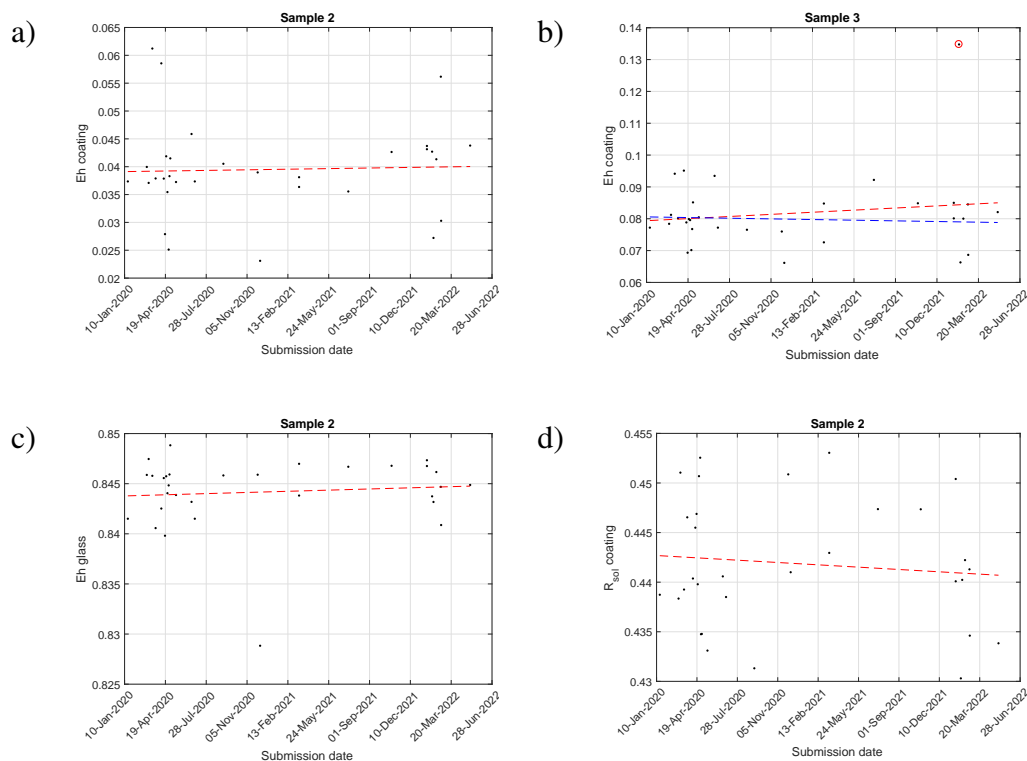 a)
Sample 2
0.065
0.06
0.055
0.05
0.045
0.04
0.035
0.03
0.025
0.02
Eh coating
10-Jan-2020
19-Apr-2020
28-Jul-2020
05-Nov-2020
13-Feb-2021
24-May-2021
01-Sep-2021
10-Dec-2021
20-Mar-2022
28-Jun-2022
Submission date
b)
Sample 3
0.14
0.13
0.12
0.11
0.1
0.09
0.08
0.07
0.06
Eh coating
10-Jan-2020
19-Apr-2020
28-Jul-2020
05-Nov-2020
13-Feb-2021
24-May-2021
01-Sep-2021
10-Dec-2021
20-Mar-2022
28-Jun-2022
Submission date
c)
Sample 2
0.85
0.845
0.84
0.835
0.83
0.825
Eh glass
10-Jan-2020
19-Apr-2020
28-Jul-2020
05-Nov-2020
13-Feb-2021
24-May-2021
01-Sep-2021
10-Dec-2021
20-Mar-2022
28-Jun-2022
Submission date
d)
Sample 2
0.455
0.45
0.445
0.44
0.435
0.43
R_sol coating
10-Jan-2020
19-Apr-2020
28-Jul-2020
05-Nov-2020
13-Feb-2021
24-May-2021
01-Sep-2021
10-Dec-2021
20-Mar-2022
28-Jun-2022
Submission date